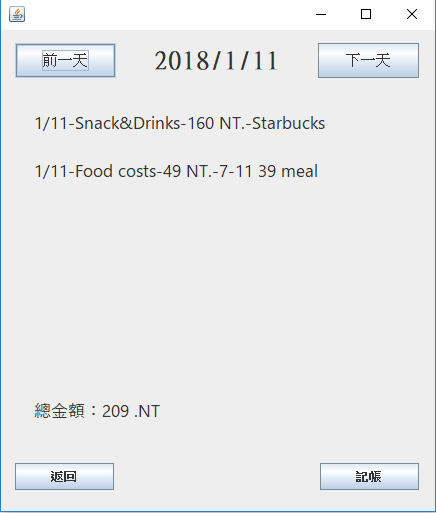 前一天
2018/1/11
下一天
1/11-Snack&Drinks-160 NT.-Starbucks
1/11-Food costs-49 NT.-7-11 39 meal
總金額：209 .NT
返回
記帳